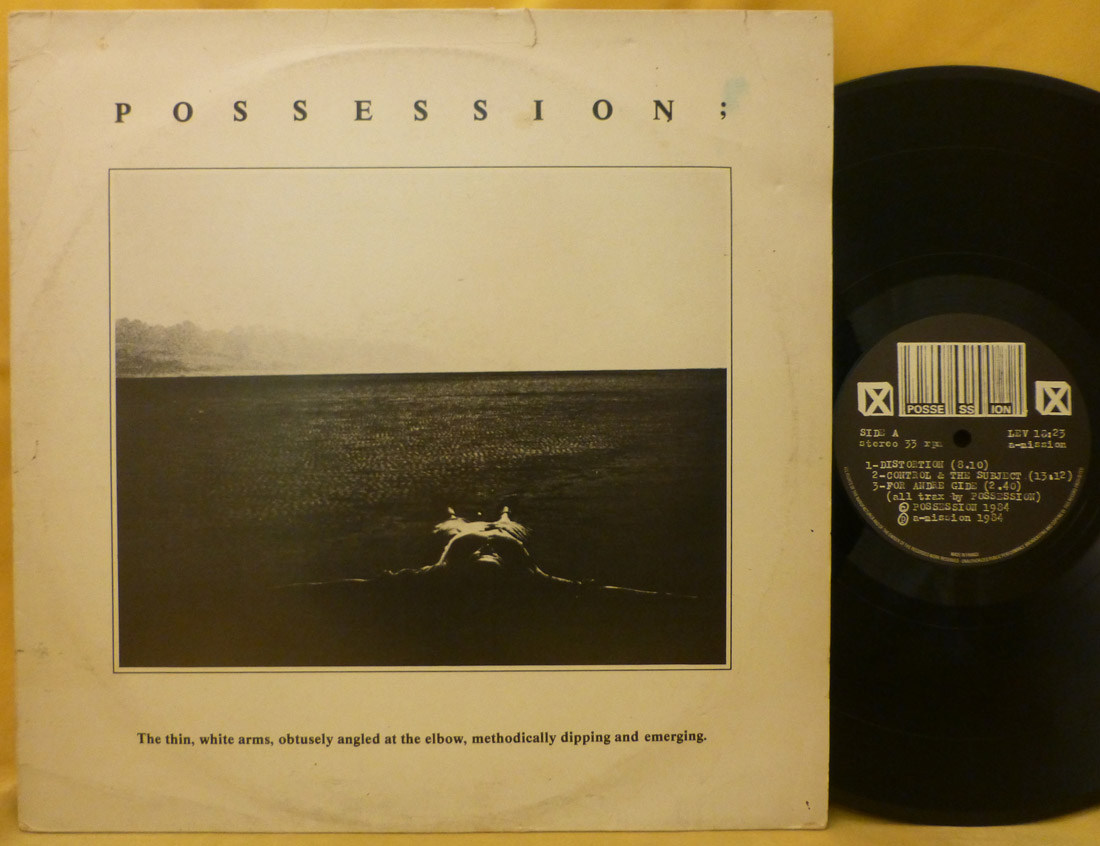 POSSESSION;
The thin, white arms, obtusely angled at the elbow, methodically dipping and emerging.
POSSE SS ION
SIDE A
stereo 33 rpm
LEV 18:23
a-mission
1-DISTORTION (8.10)
2-CONTROL & THE SUBJECT (13:12)
3-FOR ANDRE GIDE (2.40)
(all trax by POSSESSION)
© POSSESSION 1984
℗ a-mission 1984